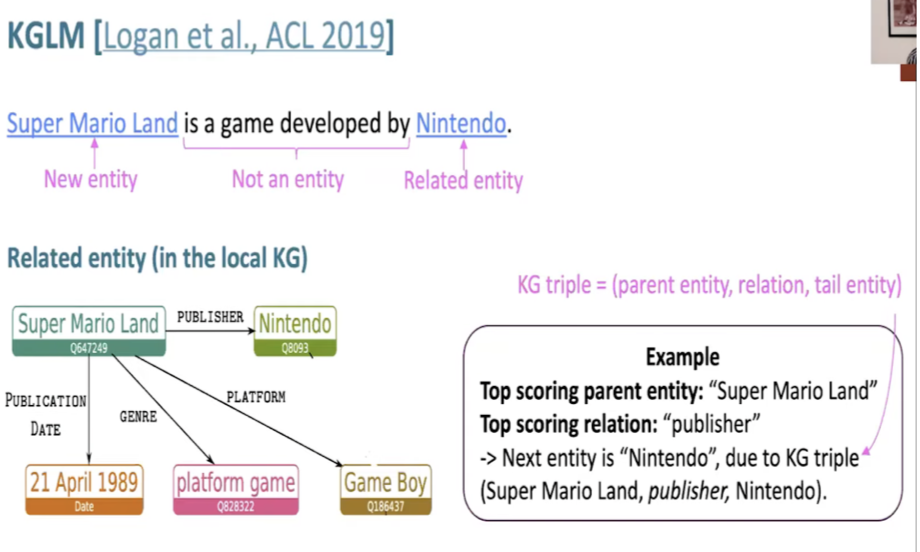 KGLM [Logan et al., ACL 2019]
Super Mario Land is a game developed by Nintendo.
New entity
Not an entity
Related entity
Related entity (in the local KG)
KG triple = (parent entity, relation, tail entity)
Super Mario Land
Q647249
PUBLISHER
Nintendo
Q8093
PUBLICATION
DATE
GENRE
PLATFORM
21 April 1989
Date
platform game
Q828322
Game Boy
Q186437
Example
Top scoring parent entity: “Super Mario Land”
Top scoring relation: “publisher”
-> Next entity is “Nintendo”, due to KG triple
(Super Mario Land, publisher, Nintendo).